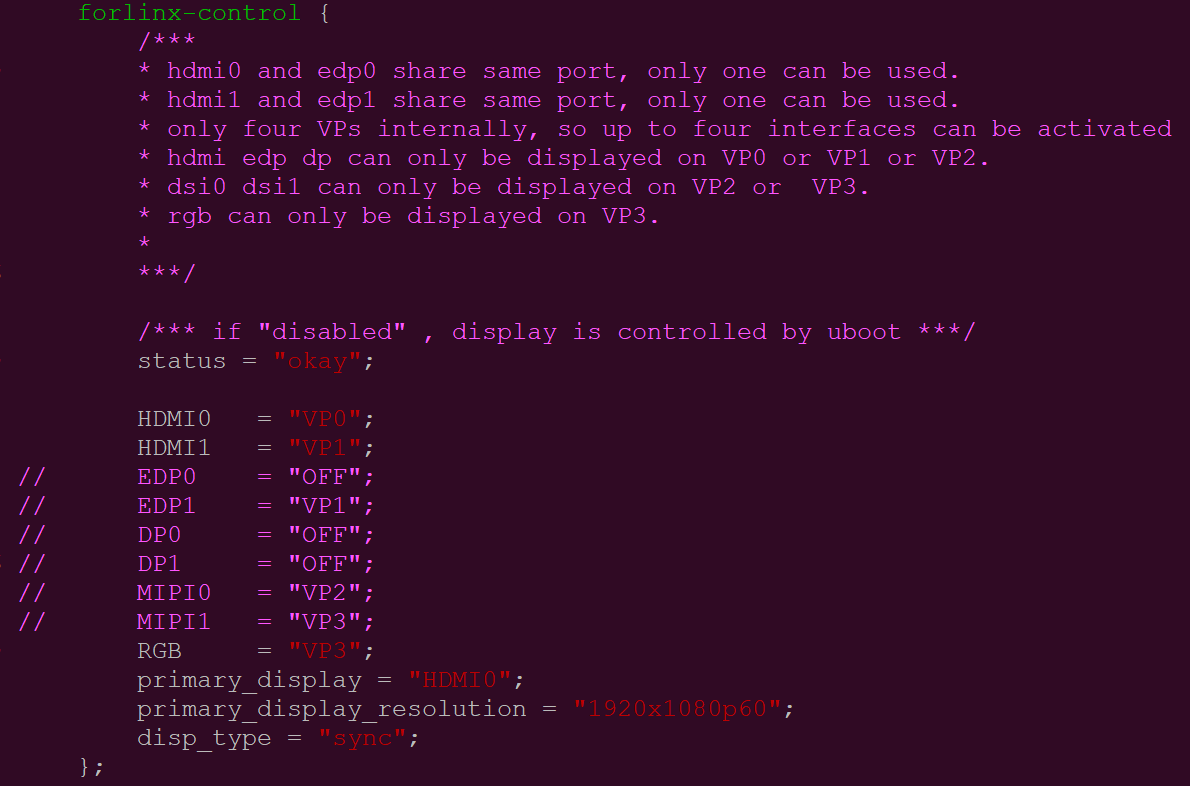 forlinx-control {
/***
* hdmi0 and edp0 share same port, only one can be used.
* hdmi1 and edp1 share same port, only one can be used.
* only four VPs internally, so up to four interfaces can be activated
* hdmi edp dp can only be displayed on VP0 or VP1 or VP2.
* dsi0 dsi1 can only be displayed on VP2 or  VP3.
* rgb can only be displayed on VP3.
*
***/
/*** if "disabled" , display is controlled by uboot ***/
status = "okay";
HDMI0   = "VP0";
HDMI1   = "VP1";
//      EDP0    = "OFF";
//      EDP1    = "VP1";
//      DP0     = "OFF";
//      DP1     = "OFF";
//      MIPI0   = "VP2";
//      MIPI1   = "VP3";
RGB     = "VP3";
primary_display = "HDMI0";
primary_display_resolution = "1920x1080p60";
disp_type = "sync";
};